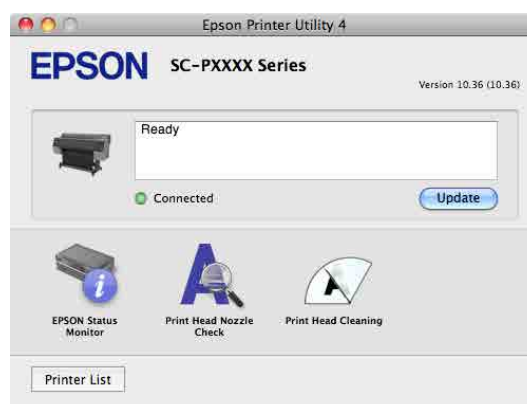 Epson Printer Utility 4
EPSON SC-PXXXX Series
Version 10.36 (10.36)
Ready
Connected
Update
EPSON Status
Monitor
Print Head Nozzle
Check
Print Head Cleaning
Printer List